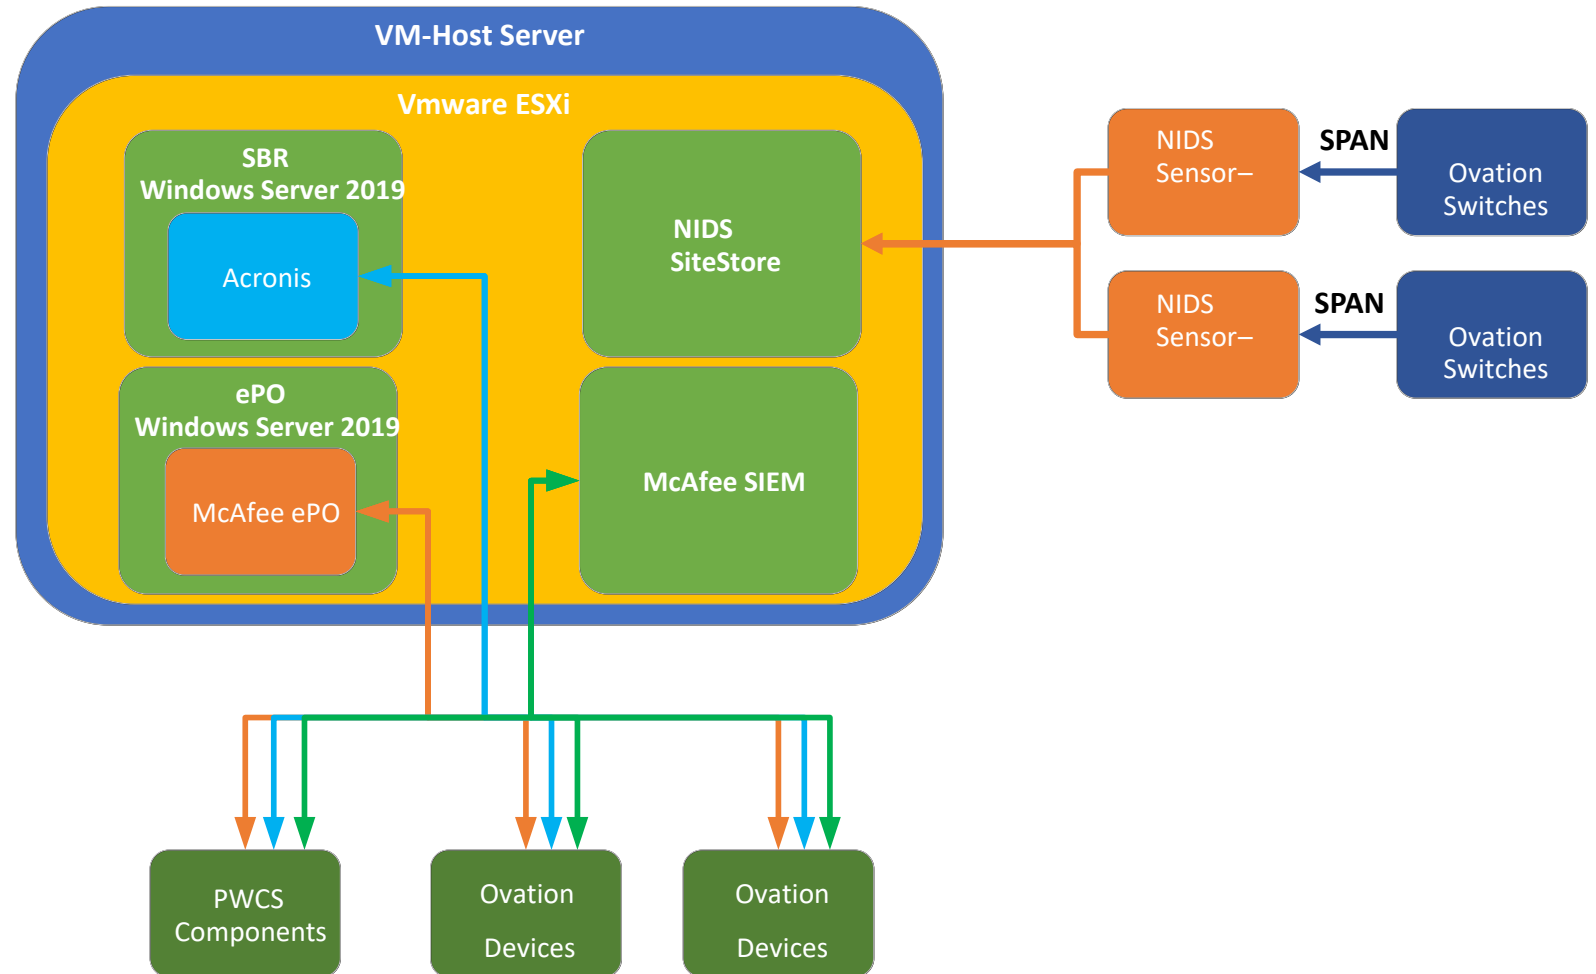 VM-Host Server
Vmware ESXi
SBR
Windows Server 2019
Acronis
NIDS
SiteStore
ePO
Windows Server 2019
McAfee ePO
McAfee SIEM
NIDS
Sensor–
SPAN
Ovation
Switches
NIDS
Sensor–
SPAN
Ovation
Switches
PWCS
Components
Ovation
Devices
Ovation
Devices